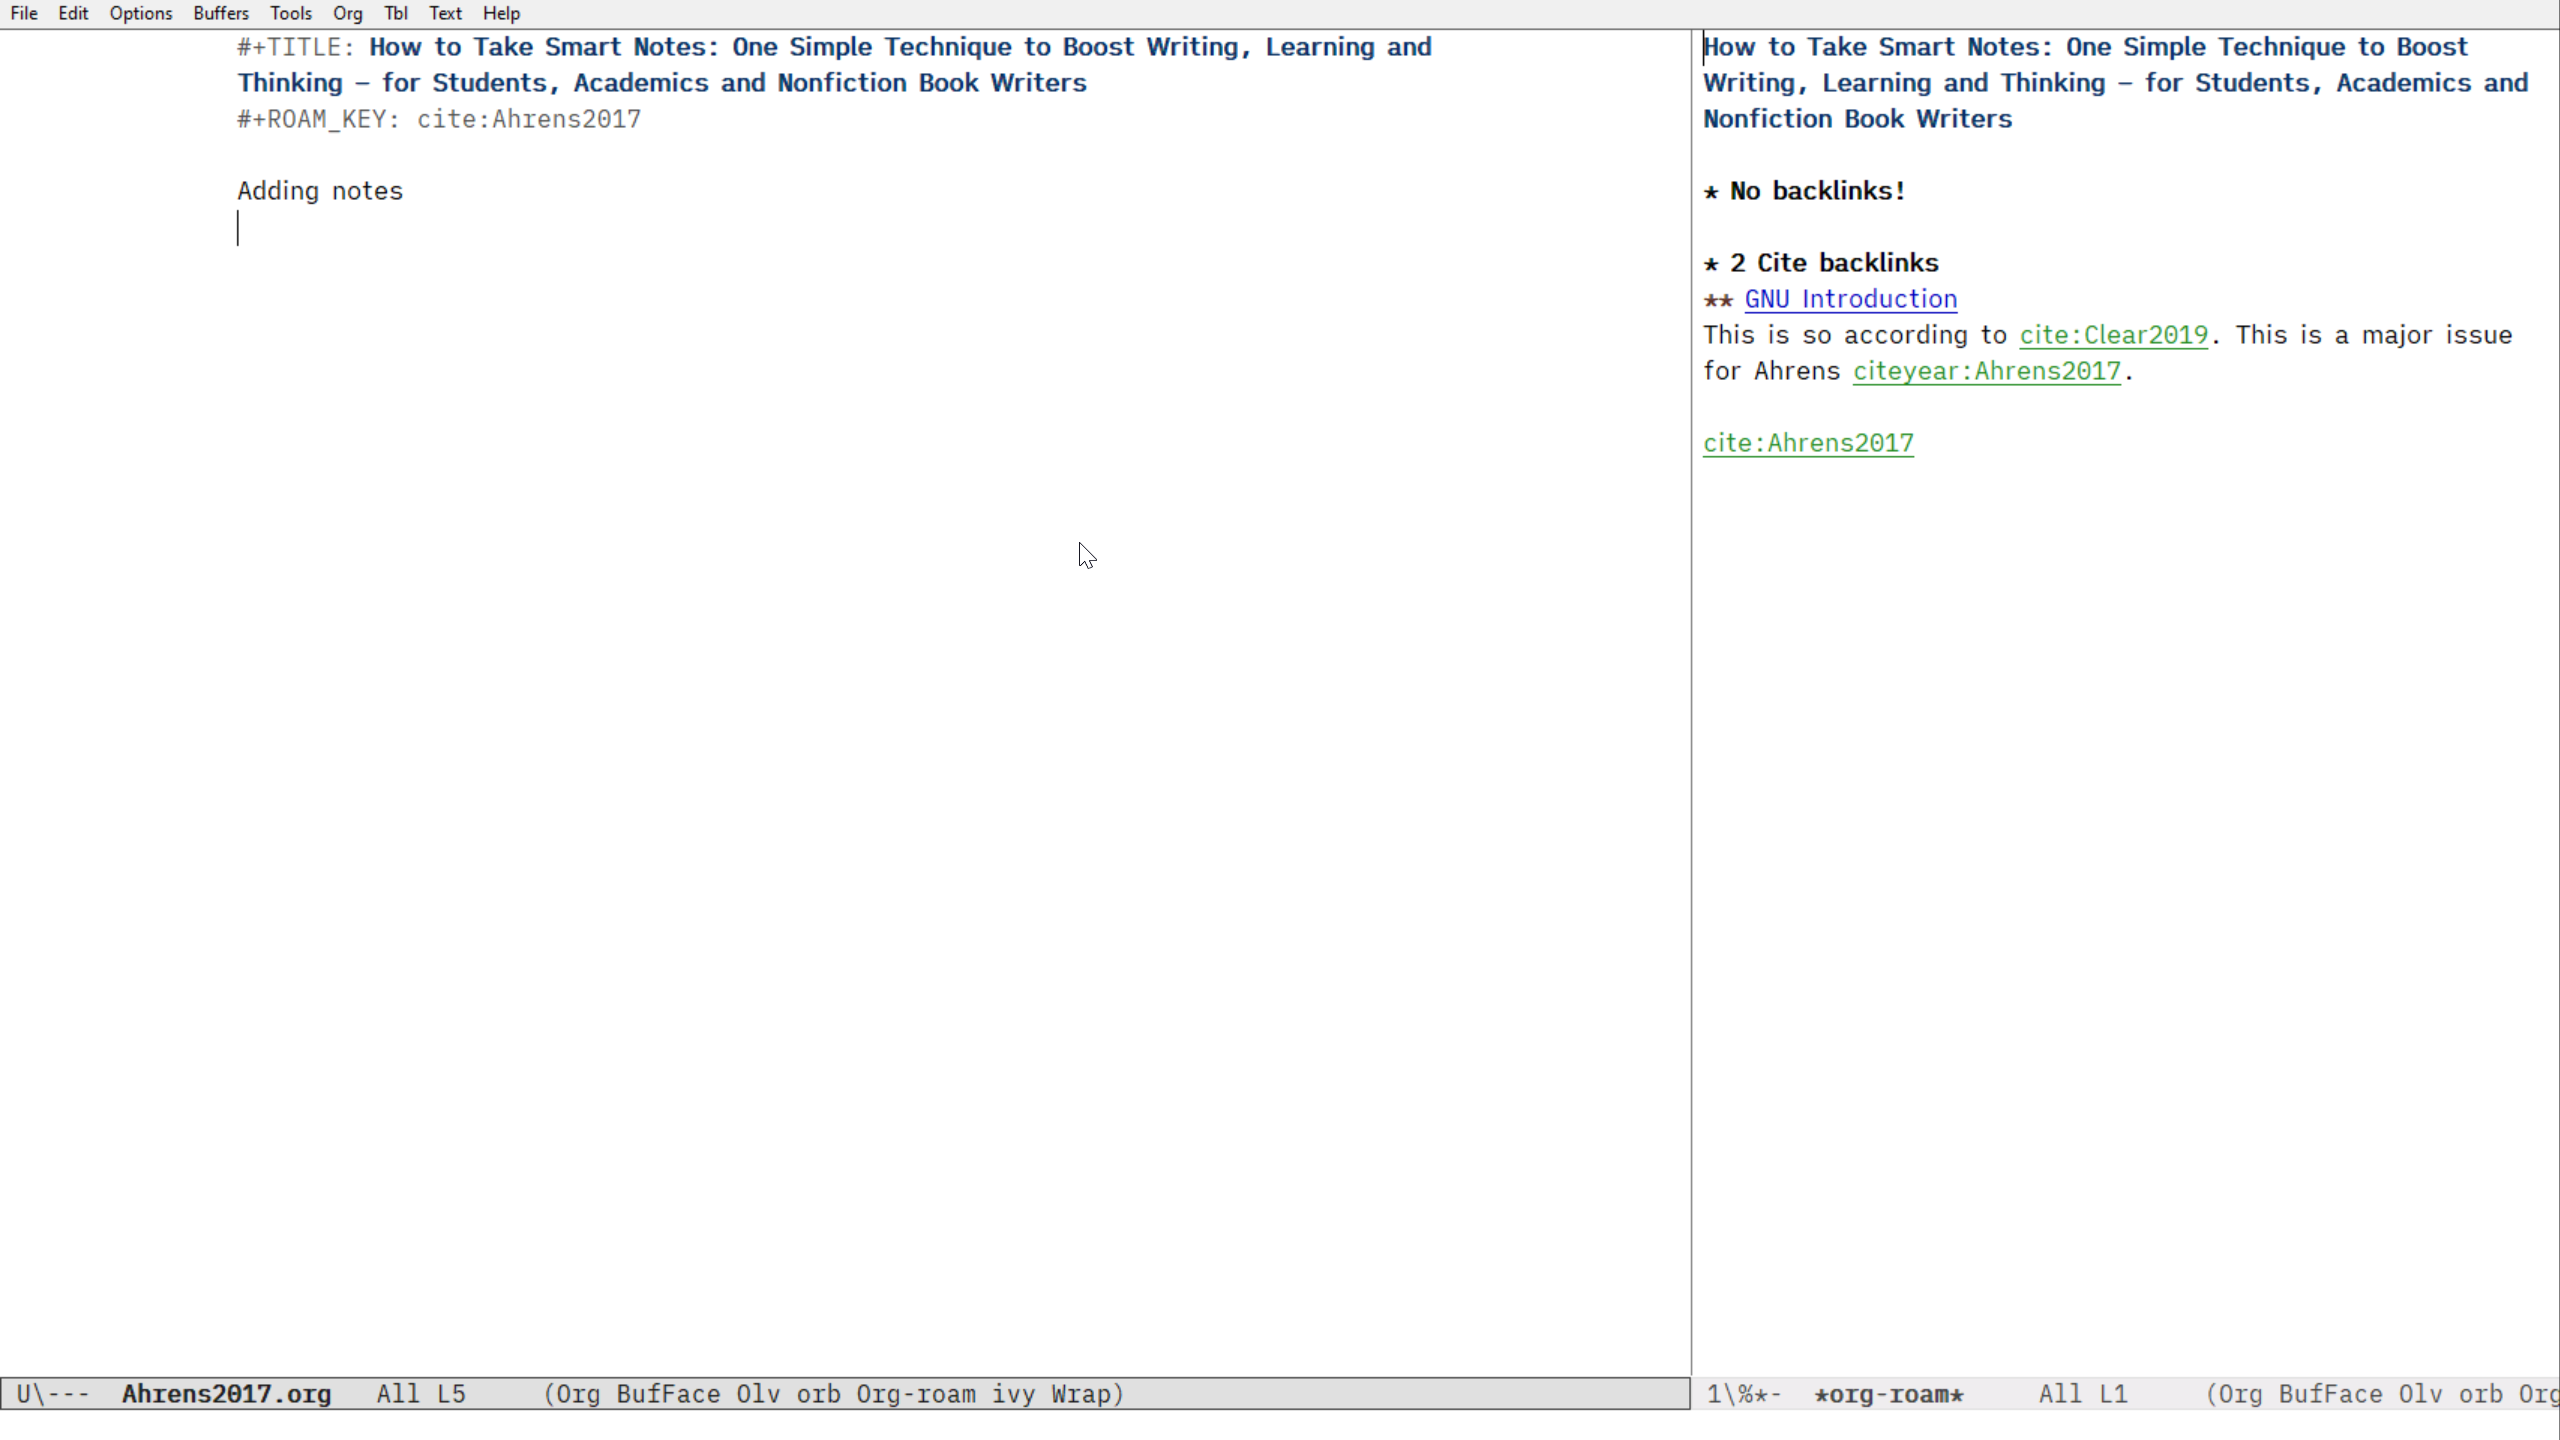 File Edit Options Buffers Tools Org Tbl Text Help
#+TITLE: How to Take Smart Notes: One Simple Technique to Boost Writing, Learning and
Thinking – for Students, Academics and Nonfiction Book Writers
#+ROAM_KEY: cite:Ahrens2017
Adding notes
How to Take Smart Notes: One Simple Technique to Boost
Writing, Learning and Thinking – for Students, Academics and
Nonfiction Book Writers
* No backlinks!
* 2 Cite backlinks
** GNU Introduction
This is so according to cite:Clear2019. This is a major issue
for Ahrens citeyear:Ahrens2017.
cite:Ahrens2017
U\--- Ahrens2017.org All L5 (Org BufFace Olv orb Org-roam ivy Wrap)
1\%*- *org-roam* All L1 (Org BufFace Olv orb Org